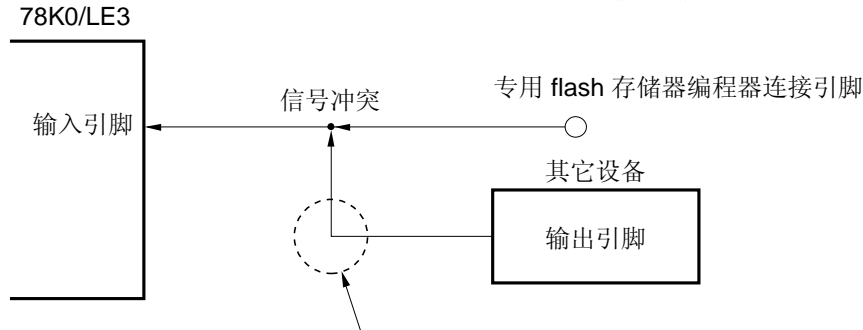 78K0/LE3
专用 flash 存储器编程器连接引脚
信号冲突
输入引脚
其它设备
输出引脚